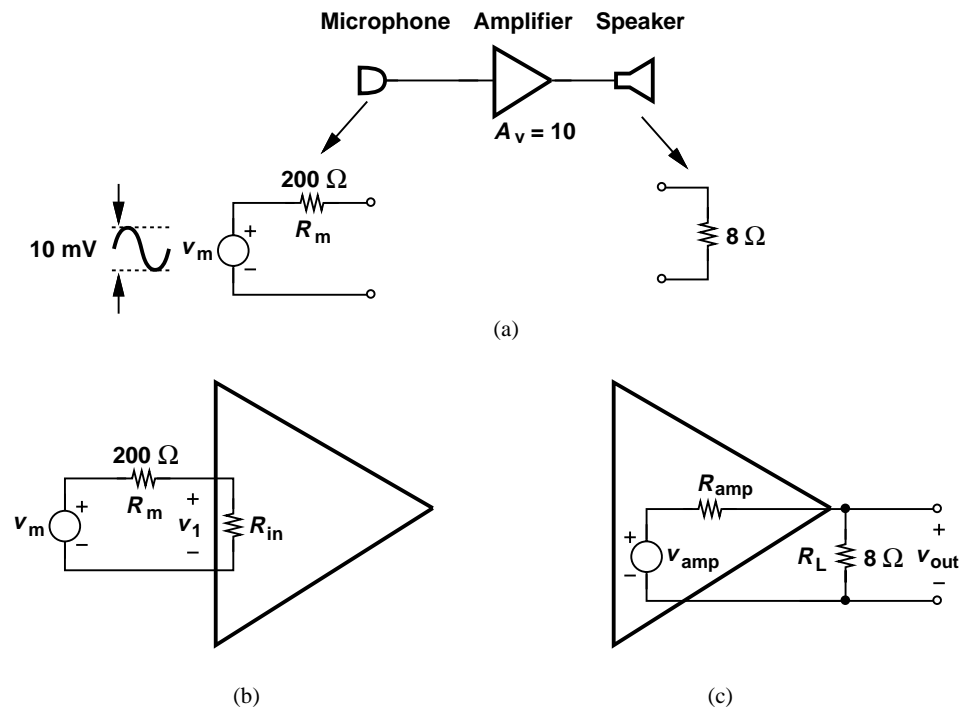 Microphone Amplifier Speaker
A_v = 10
200 Ω
R_m
10 mV
v_m
+
−
8 Ω
(a)
200 Ω
R_m
v_m
+
−
+
v_1
−
R_in
R_amp
+
−
v_amp
R_L
8 Ω
+
v_out
−
(b)
(c)